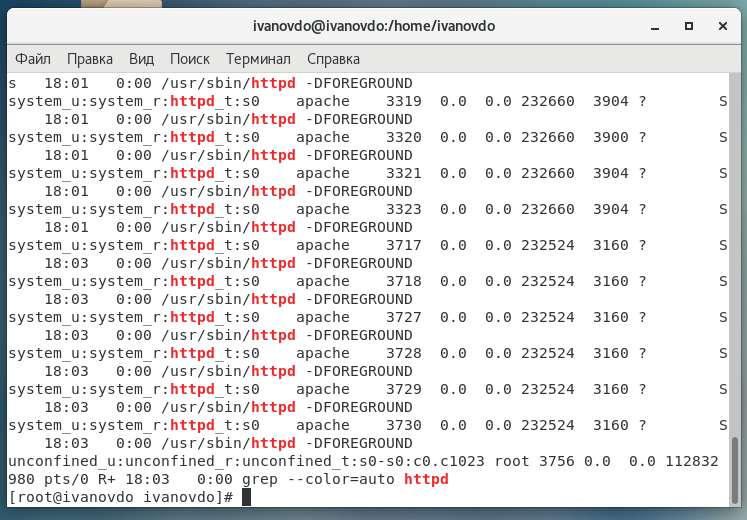 ivanovdo@ivanovdo:/home/ivanovdo
Файл Правка Вид Поиск Терминал Справка
s   18:01   0:00 /usr/sbin/httpd -DFOREGROUND
system_u:system_r:httpd_t:s0    apache    3319  0.0  0.0 232660  3904 ?        S
    18:01   0:00 /usr/sbin/httpd -DFOREGROUND
system_u:system_r:httpd_t:s0    apache    3320  0.0  0.0 232660  3900 ?        S
    18:01   0:00 /usr/sbin/httpd -DFOREGROUND
system_u:system_r:httpd_t:s0    apache    3321  0.0  0.0 232660  3904 ?        S
    18:01   0:00 /usr/sbin/httpd -DFOREGROUND
system_u:system_r:httpd_t:s0    apache    3323  0.0  0.0 232660  3904 ?        S
    18:01   0:00 /usr/sbin/httpd -DFOREGROUND
system_u:system_r:httpd_t:s0    apache    3717  0.0  0.0 232524  3160 ?        S
    18:03   0:00 /usr/sbin/httpd -DFOREGROUND
system_u:system_r:httpd_t:s0    apache    3718  0.0  0.0 232524  3160 ?        S
    18:03   0:00 /usr/sbin/httpd -DFOREGROUND
system_u:system_r:httpd_t:s0    apache    3727  0.0  0.0 232524  3160 ?        S
    18:03   0:00 /usr/sbin/httpd -DFOREGROUND
system_u:system_r:httpd_t:s0    apache    3728  0.0  0.0 232524  3160 ?        S
    18:03   0:00 /usr/sbin/httpd -DFOREGROUND
system_u:system_r:httpd_t:s0    apache    3729  0.0  0.0 232524  3160 ?        S
    18:03   0:00 /usr/sbin/httpd -DFOREGROUND
system_u:system_r:httpd_t:s0    apache    3730  0.0  0.0 232524  3160 ?        S
    18:03   0:00 /usr/sbin/httpd -DFOREGROUND
unconfined_u:unconfined_r:unconfined_t:s0-s0:c0.c1023 root 3756 0.0  0.0 112832
980 pts/0 R+ 18:03   0:00 grep --color=auto httpd
[root@ivanovdo ivanovdo]#